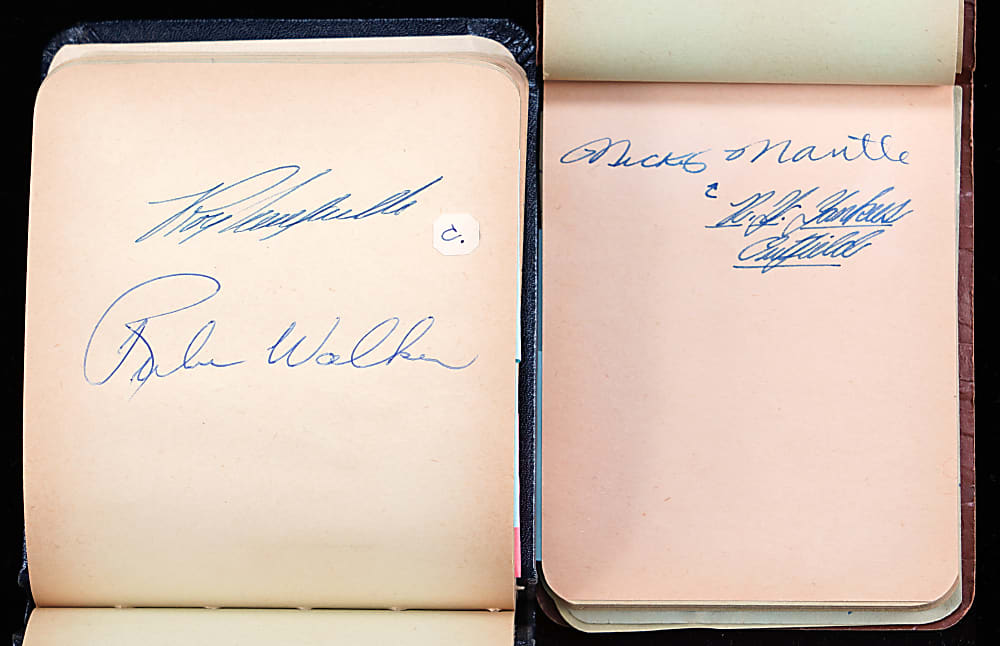 Roy Campanella
c.
Rube Walker
Mickey Mantle
c
N.Y. Yankees
Outfield